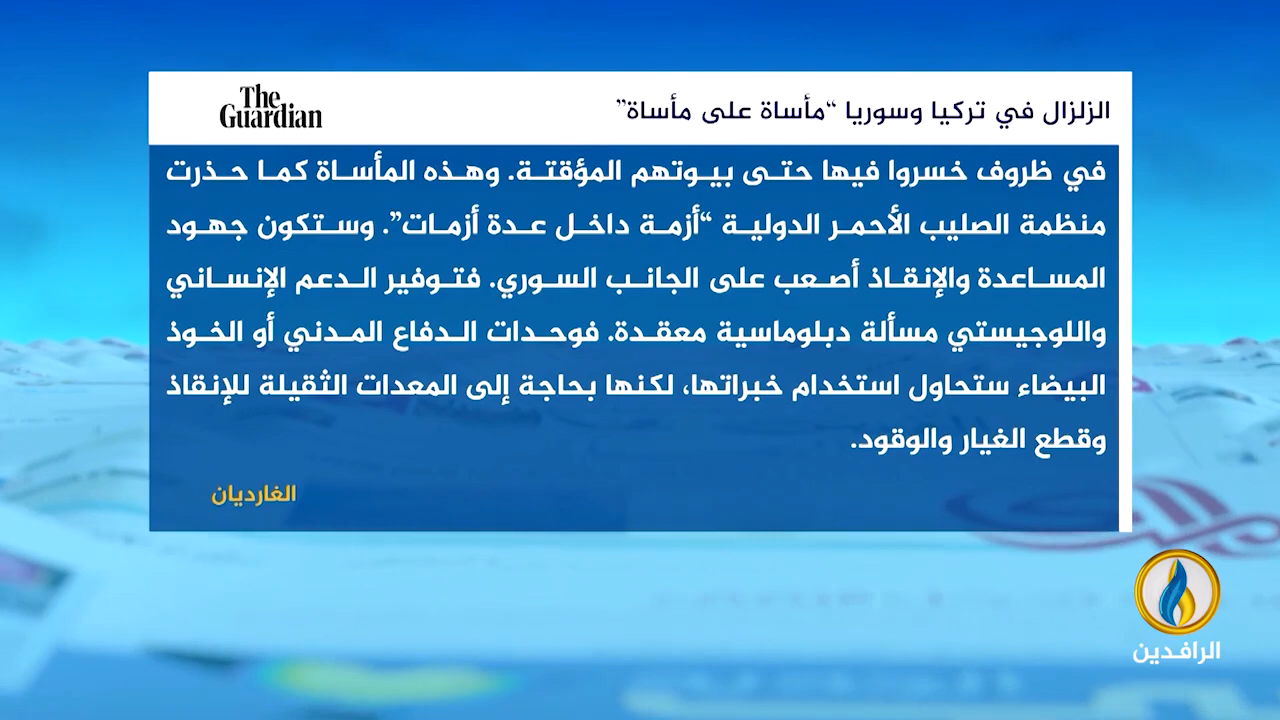 The
Guardian
الزلزال في تركيا وسوريا “مأساة على مأساة”
في ظروف خسروا فيها حتى بيوتهم المؤقتة. وهذه المأساة كما حذرت
منظمة الصليب الأحمر الدولية “أزمة داخل عدة أزمات”. وستكون جهود
المساعدة والإنقاذ أصعب على الجانب السوري. فتوفير الدعم الإنساني
واللوجيستي مسألة دبلوماسية معقدة. فوحدات الدفاع المدني أو الخوذ
البيضاء ستحاول استخدام خبراتها، لكنها بحاجة إلى المعدات الثقيلة للإنقاذ
وقطع الغيار والوقود.
الغارديان
الرافدين